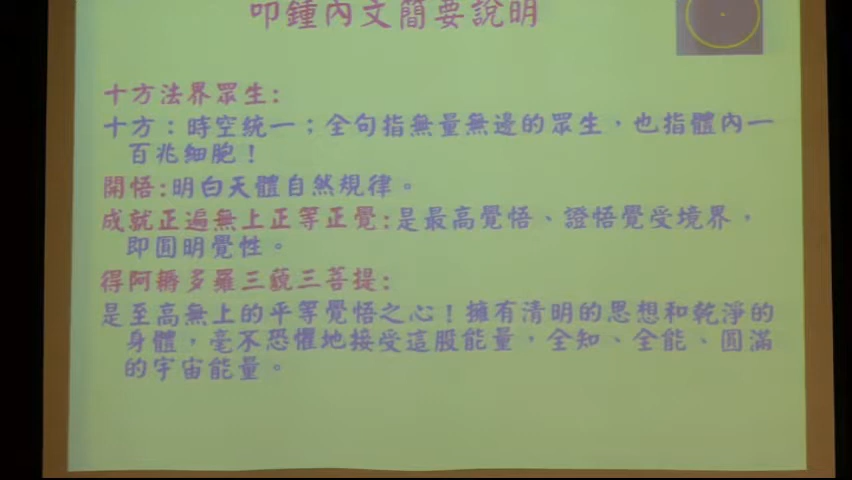 叩鍾內文簡要說明
十方法界眾生:
十方：時空統一；全句指無量無邊的眾生，也指體內一
百兆細胞！
開悟:明白天體自然規律。
成就正遍無上正等正覺:是最高覺悟、證悟覺受境界，
即圓明覺性。
得阿耨多羅三藐三菩提:
是至高無上的平等覺悟之心！擁有清明的思想和乾淨的
身體，毫不恐懼地接受這股能量，全知、全能、圓滿
的宇宙能量。